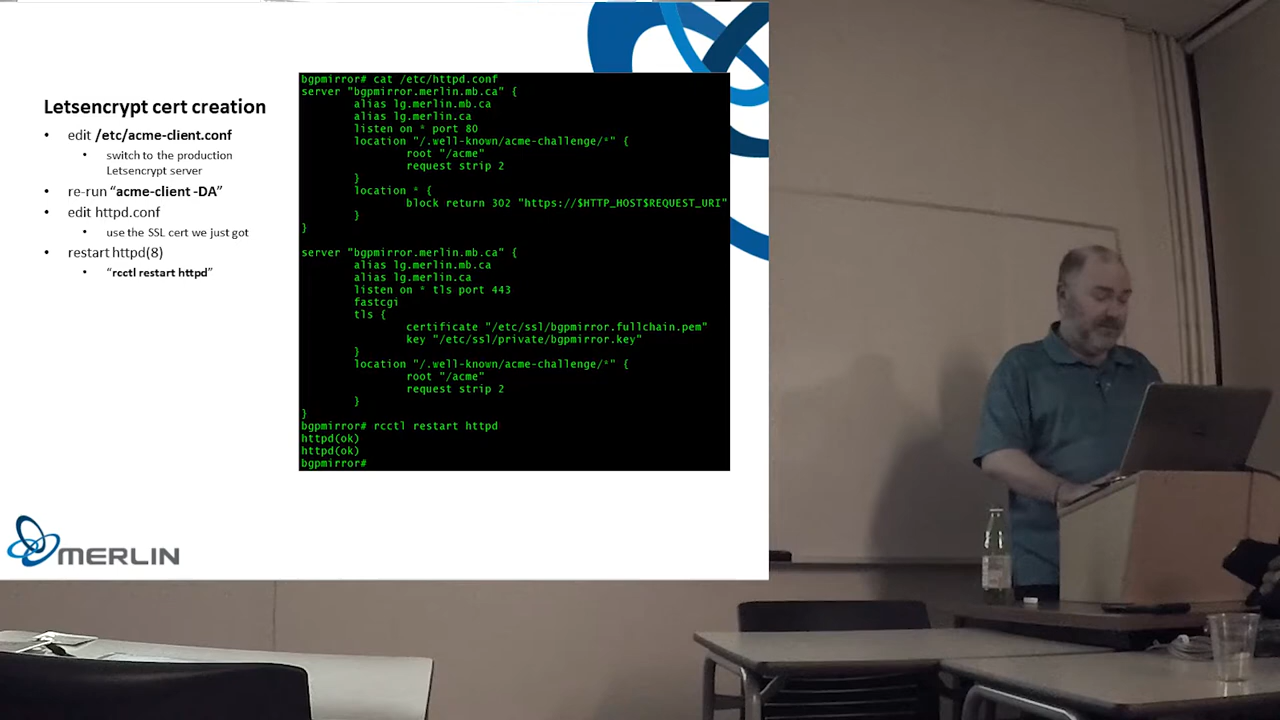 Letsencrypt cert creation
• edit /etc/acme-client.conf
• switch to the production
Letsencrypt server
• re-run “acme-client -DA”
• edit httpd.conf
• use the SSL cert we just got
• restart httpd(8)
• “rcctl restart httpd”
bgpmirror# cat /etc/httpd.conf
server "bgpmirror.merlin.mb.ca" {
alias lg.merlin.mb.ca
alias lg.merlin.ca
listen on * port 80
location "/.well-known/acme-challenge/*" {
root "/acme"
request strip 2
}
location * {
block return 302 "https://$HTTP_HOST$REQUEST_URI"
}
}
server "bgpmirror.merlin.mb.ca" {
alias lg.merlin.mb.ca
alias lg.merlin.ca
listen on * tls port 443
fastcgi
tls {
certificate "/etc/ssl/bgpmirror.fullchain.pem"
key "/etc/ssl/private/bgpmirror.key"
}
location "/.well-known/acme-challenge/*" {
root "/acme"
request strip 2
}
}
bgpmirror# rcctl restart httpd
httpd(ok)
httpd(ok)
bgpmirror#
MERLIN